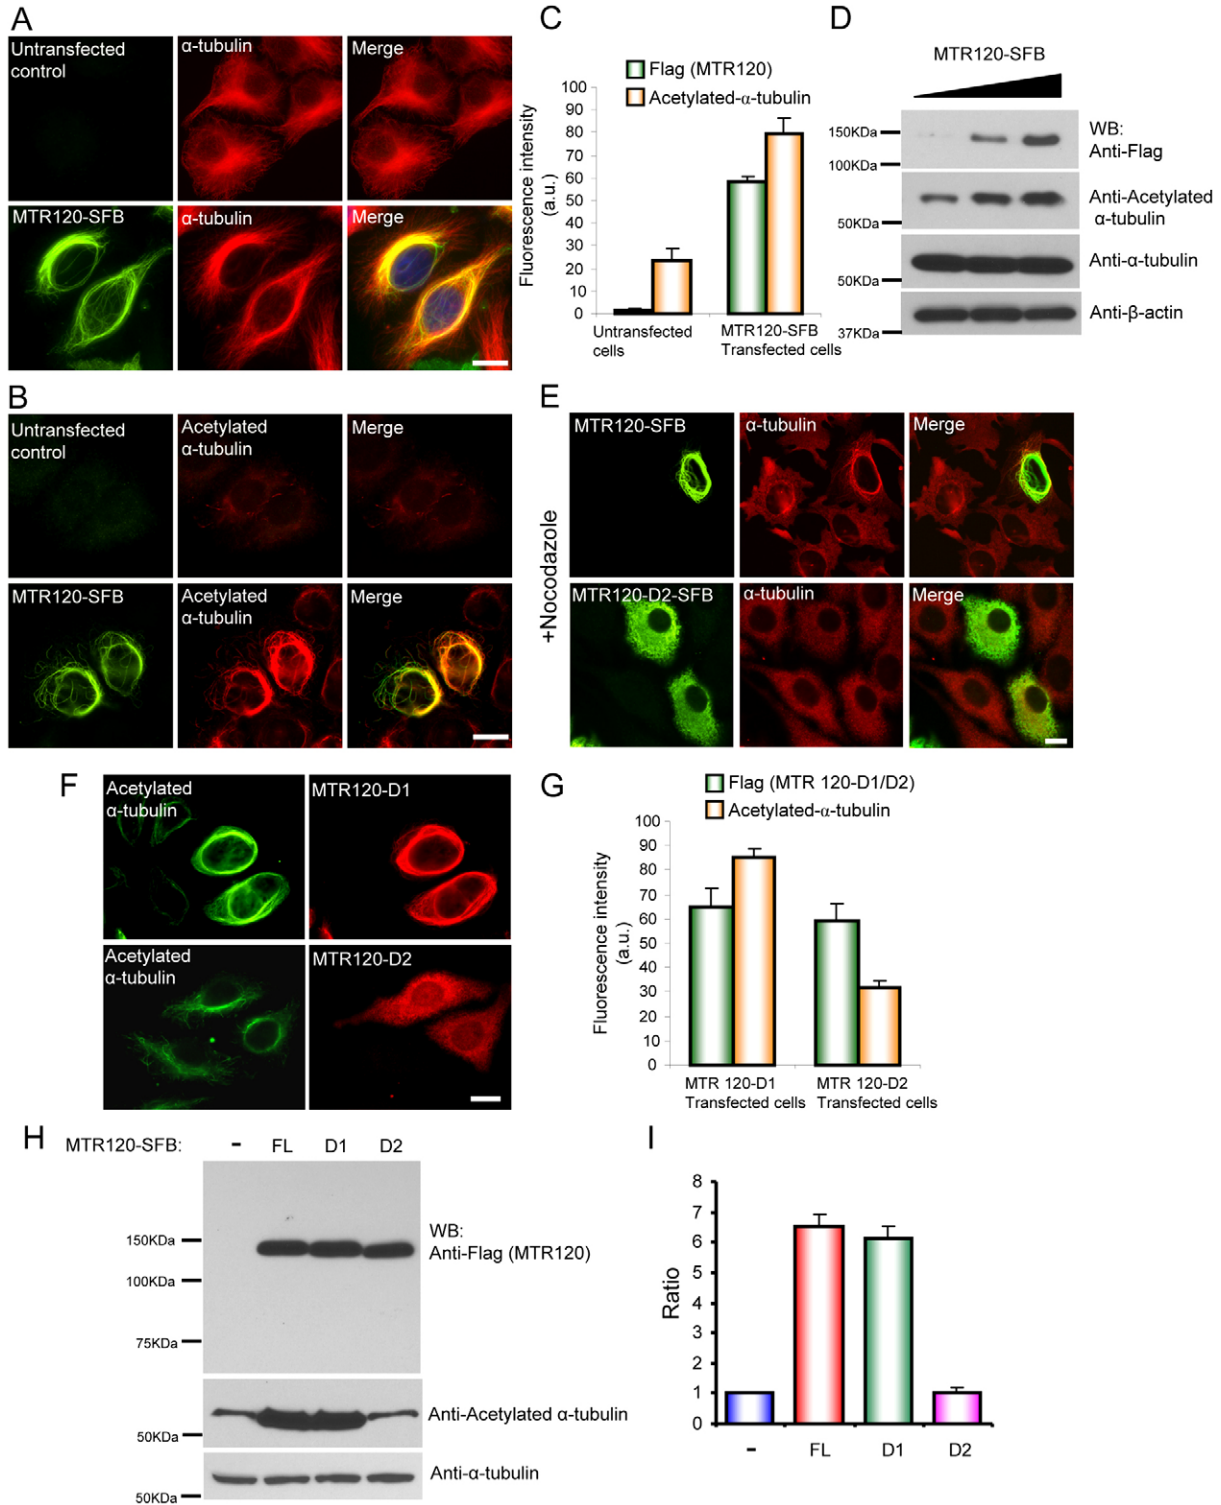 A
Untransfected
control
α-tubulin
Merge
MTR120-SFB
α-tubulin
Merge
B
Untransfected
control
Acetylated
α-tubulin
Merge
MTR120-SFB
Acetylated
α-tubulin
Merge
C
Flag (MTR120)
Acetylated-α-tubulin
Fluorescence intensity
(a.u.)
100
90
80
70
60
50
40
30
20
10
0
Untransfected
cells
MTR120-SFB
Transfected cells
D
MTR120-SFB
150KDa
100KDa
WB:
Anti-Flag
50KDa
Anti-Acetylated
α-tubulin
50KDa
Anti-α-tubulin
37KDa
Anti-β-actin
E
+Nocodazole
MTR120-SFB
α-tubulin
Merge
MTR120-D2-SFB
α-tubulin
Merge
F
Acetylated
α-tubulin
MTR120-D1
Acetylated
α-tubulin
MTR120-D2
G
Flag (MTR 120-D1/D2)
Acetylated-α-tubulin
Fluorescence intensity
(a.u.)
100
90
80
70
60
50
40
30
20
10
0
MTR 120-D1
Transfected cells
MTR 120-D2
Transfected cells
H
MTR120-SFB: - FL D1 D2
150KDa
100KDa
75KDa
WB:
Anti-Flag (MTR120)
50KDa
Anti-Acetylated α-tubulin
50KDa
Anti-α-tubulin
I
Ratio
8
7
6
5
4
3
2
1
0
- FL D1 D2